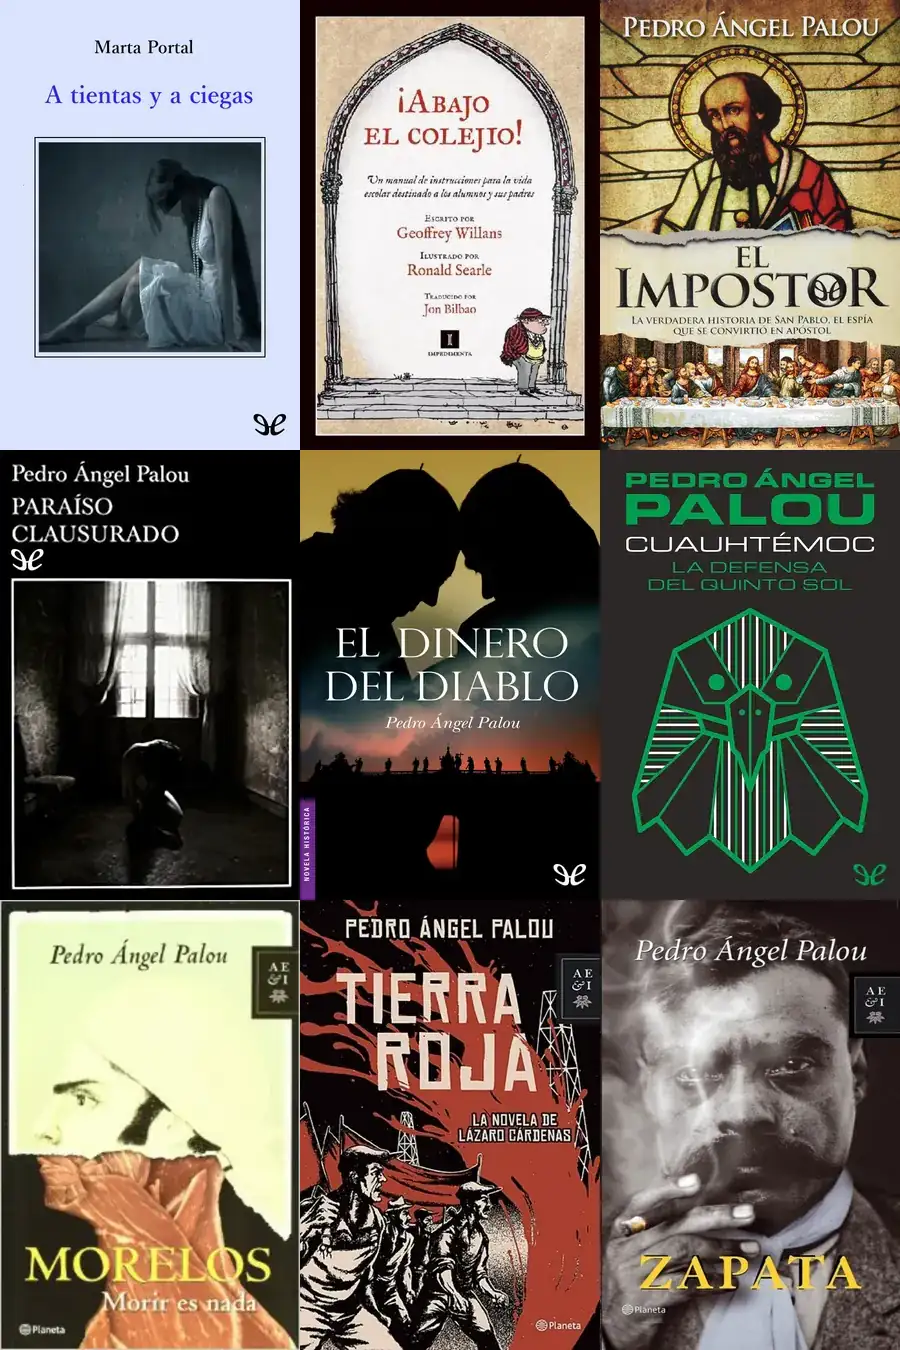 Marta Portal
A tientas y a ciegas
¡ABAJO
EL COLEJIO!
Un manual de instrucciones para la vida
escolar destinado a los alumnos y sus padres
ESCRITO POR
Geoffrey Willans
ILUSTRADO POR
Ronald Searle
TRADUCIDO POR
Jon Bilbao
IMPEDIMENTA
PEDRO ÁNGEL PALOU
EL
IMPOSTOR
LA VERDADERA HISTORIA DE SAN PABLO, EL ESPÍA
QUE SE CONVIRTIÓ EN APÓSTOL
Pedro Ángel Palou
PARAÍSO
CLAUSURADO
EL DINERO
DEL DIABLO
Pedro Ángel Palou
NOVELA HISTÓRICA
PEDRO ÁNGEL
PALOU
CUAUHTÉMOC
LA DEFENSA
DEL QUINTO SOL
Pedro Ángel Palou
AE
&I
MORELOS
Morir es nada
Planeta
PEDRO ÁNGEL PALOU
AE
&I
TIERRA
ROJA
LA NOVELA DE
LÁZARO CÁRDENAS
Planeta
Pedro Ángel Palou
AE
&I
ZAPATA
Planeta